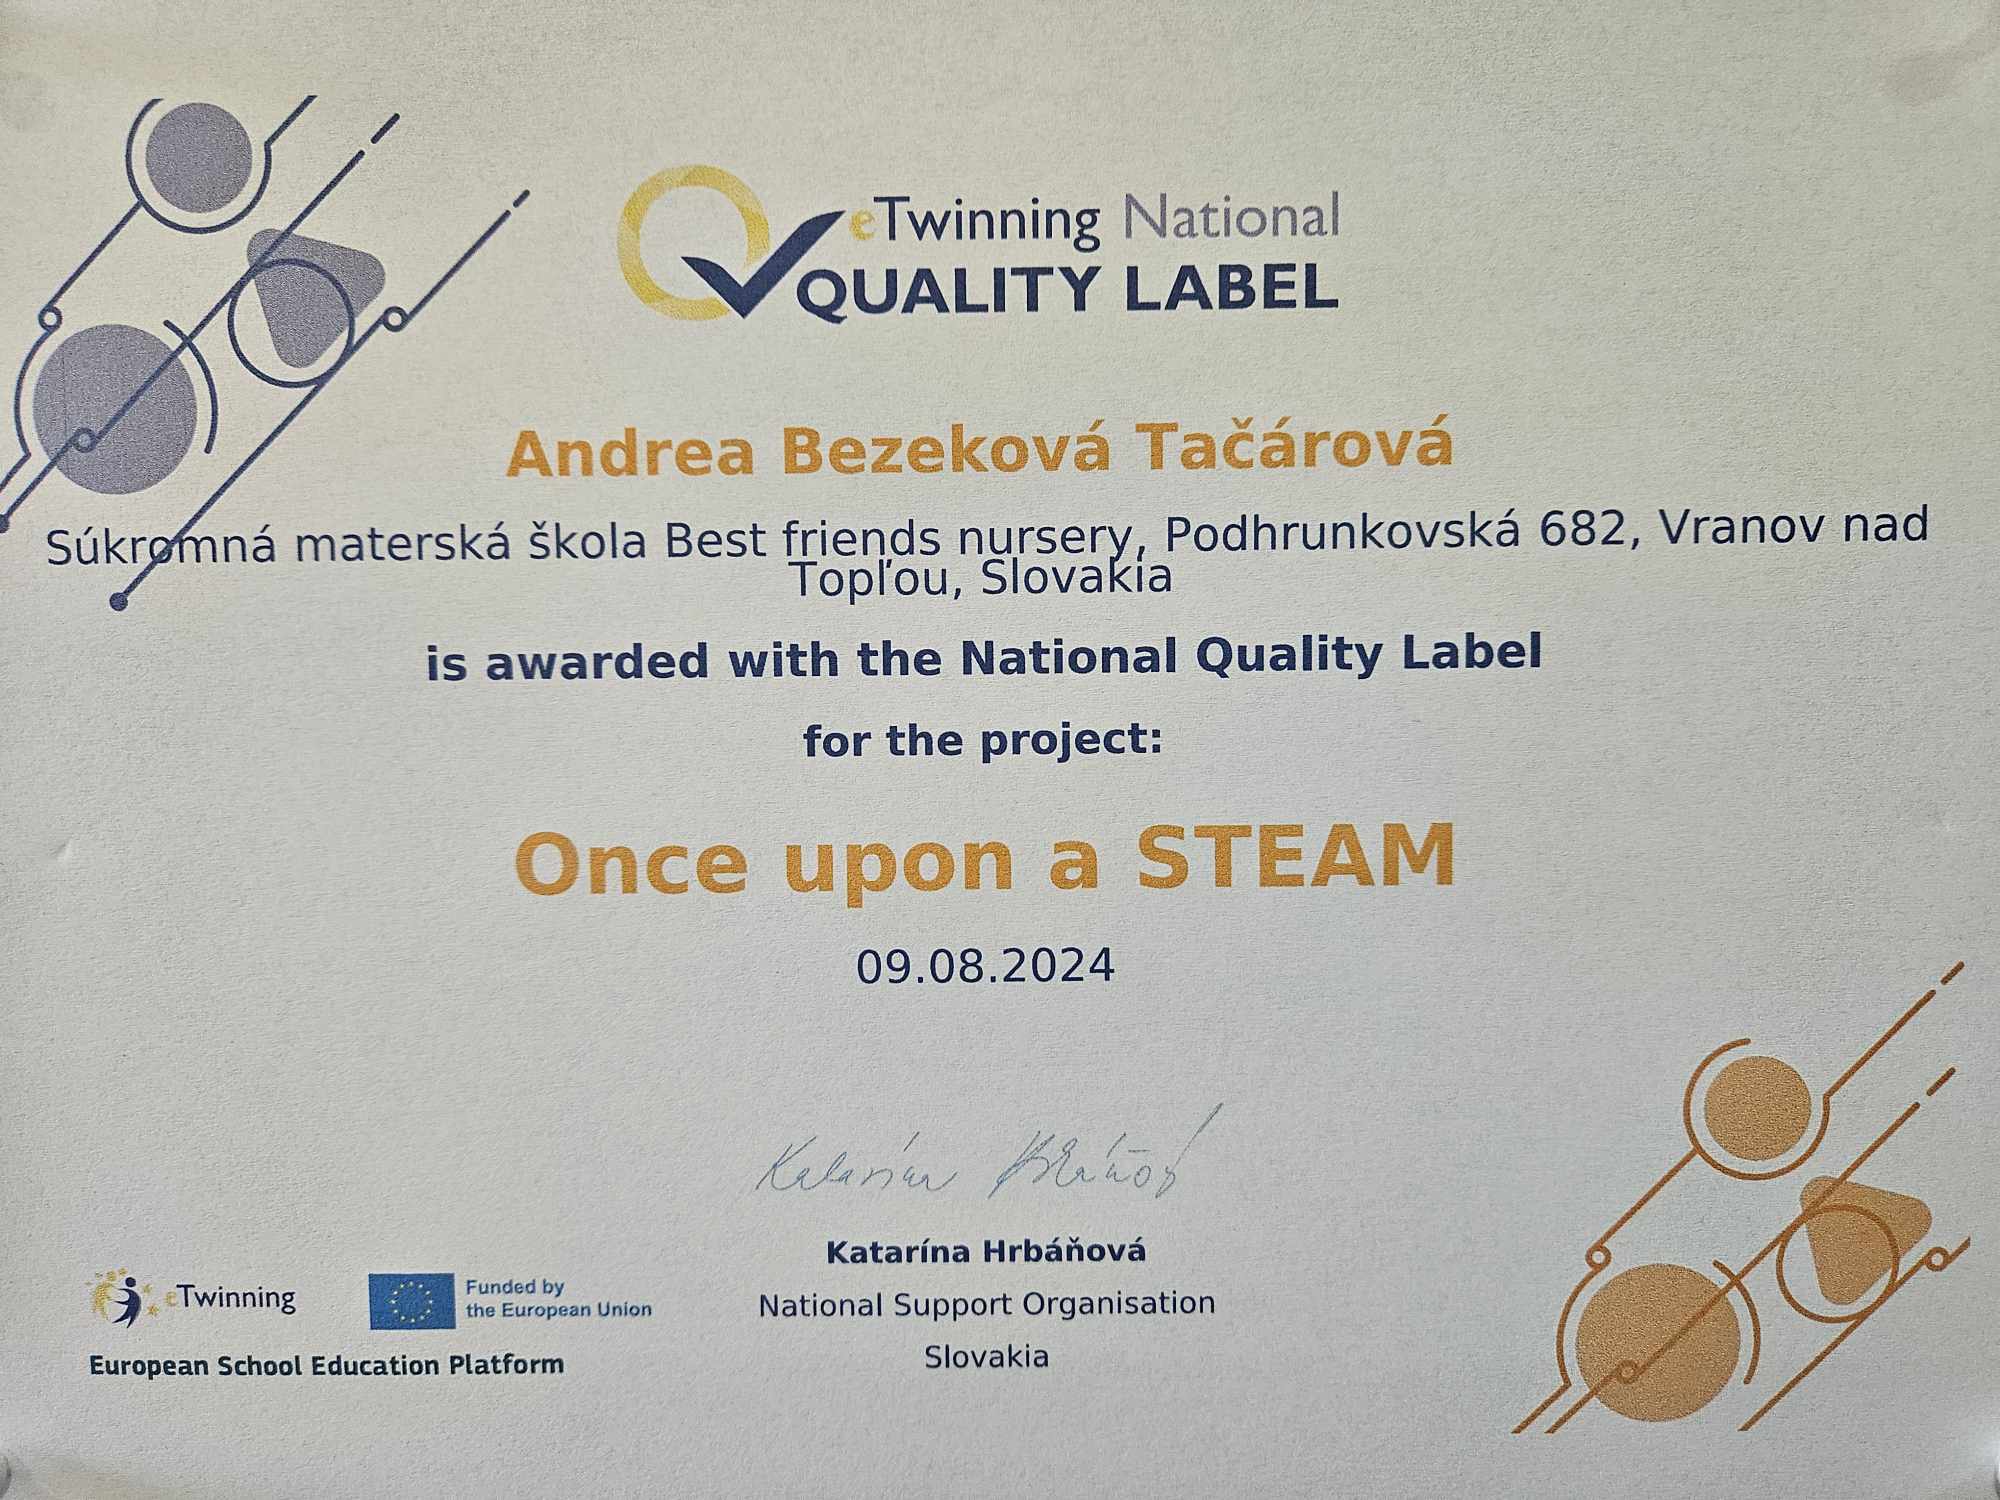 eTwinning National
QUALITY LABEL
Andrea Bezeková Tačárová
Súkromná materská škola Best friends nursery, Podhrunkovská 682, Vranov nad
Topľou, Slovakia
is awarded with the National Quality Label
for the project:
Once upon a STEAM
09.08.2024
Katarína Hrbáňová
Katarína Hrbáňová
National Support Organisation
Slovakia
eTwinning
Funded by
the European Union
European School Education Platform